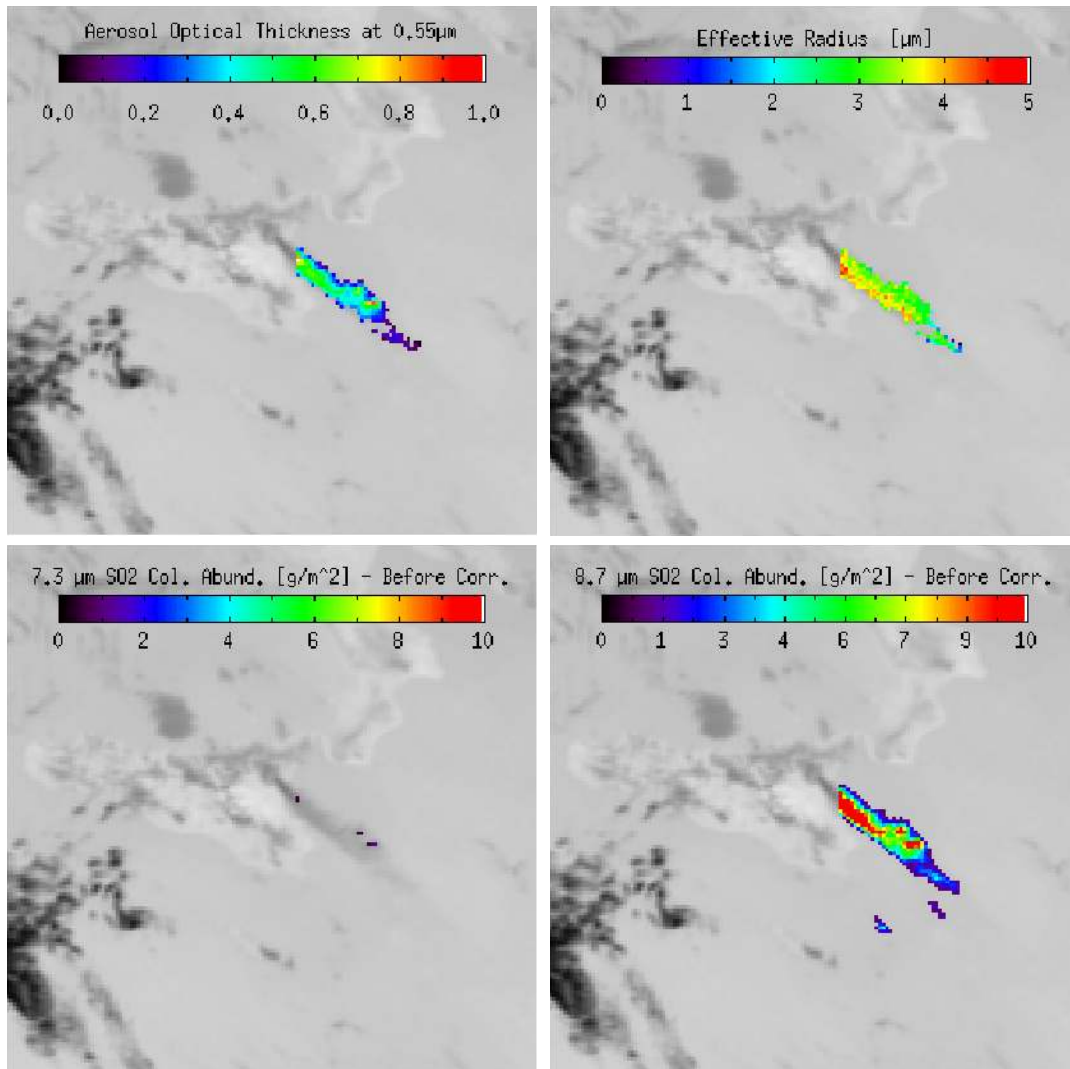 Aerosol Optical Thickness at 0.55μm
0.0 0.2 0.4 0.6 0.8 1.0
Effective Radius [μm]
0 1 2 3 4 5
7.3 μm SO2 Col. Abund. [g/m^2] - Before Corr.
0 2 4 6 8 10
8.7 μm SO2 Col. Abund. [g/m^2] - Before Corr.
0 1 3 4 6 7 9 10